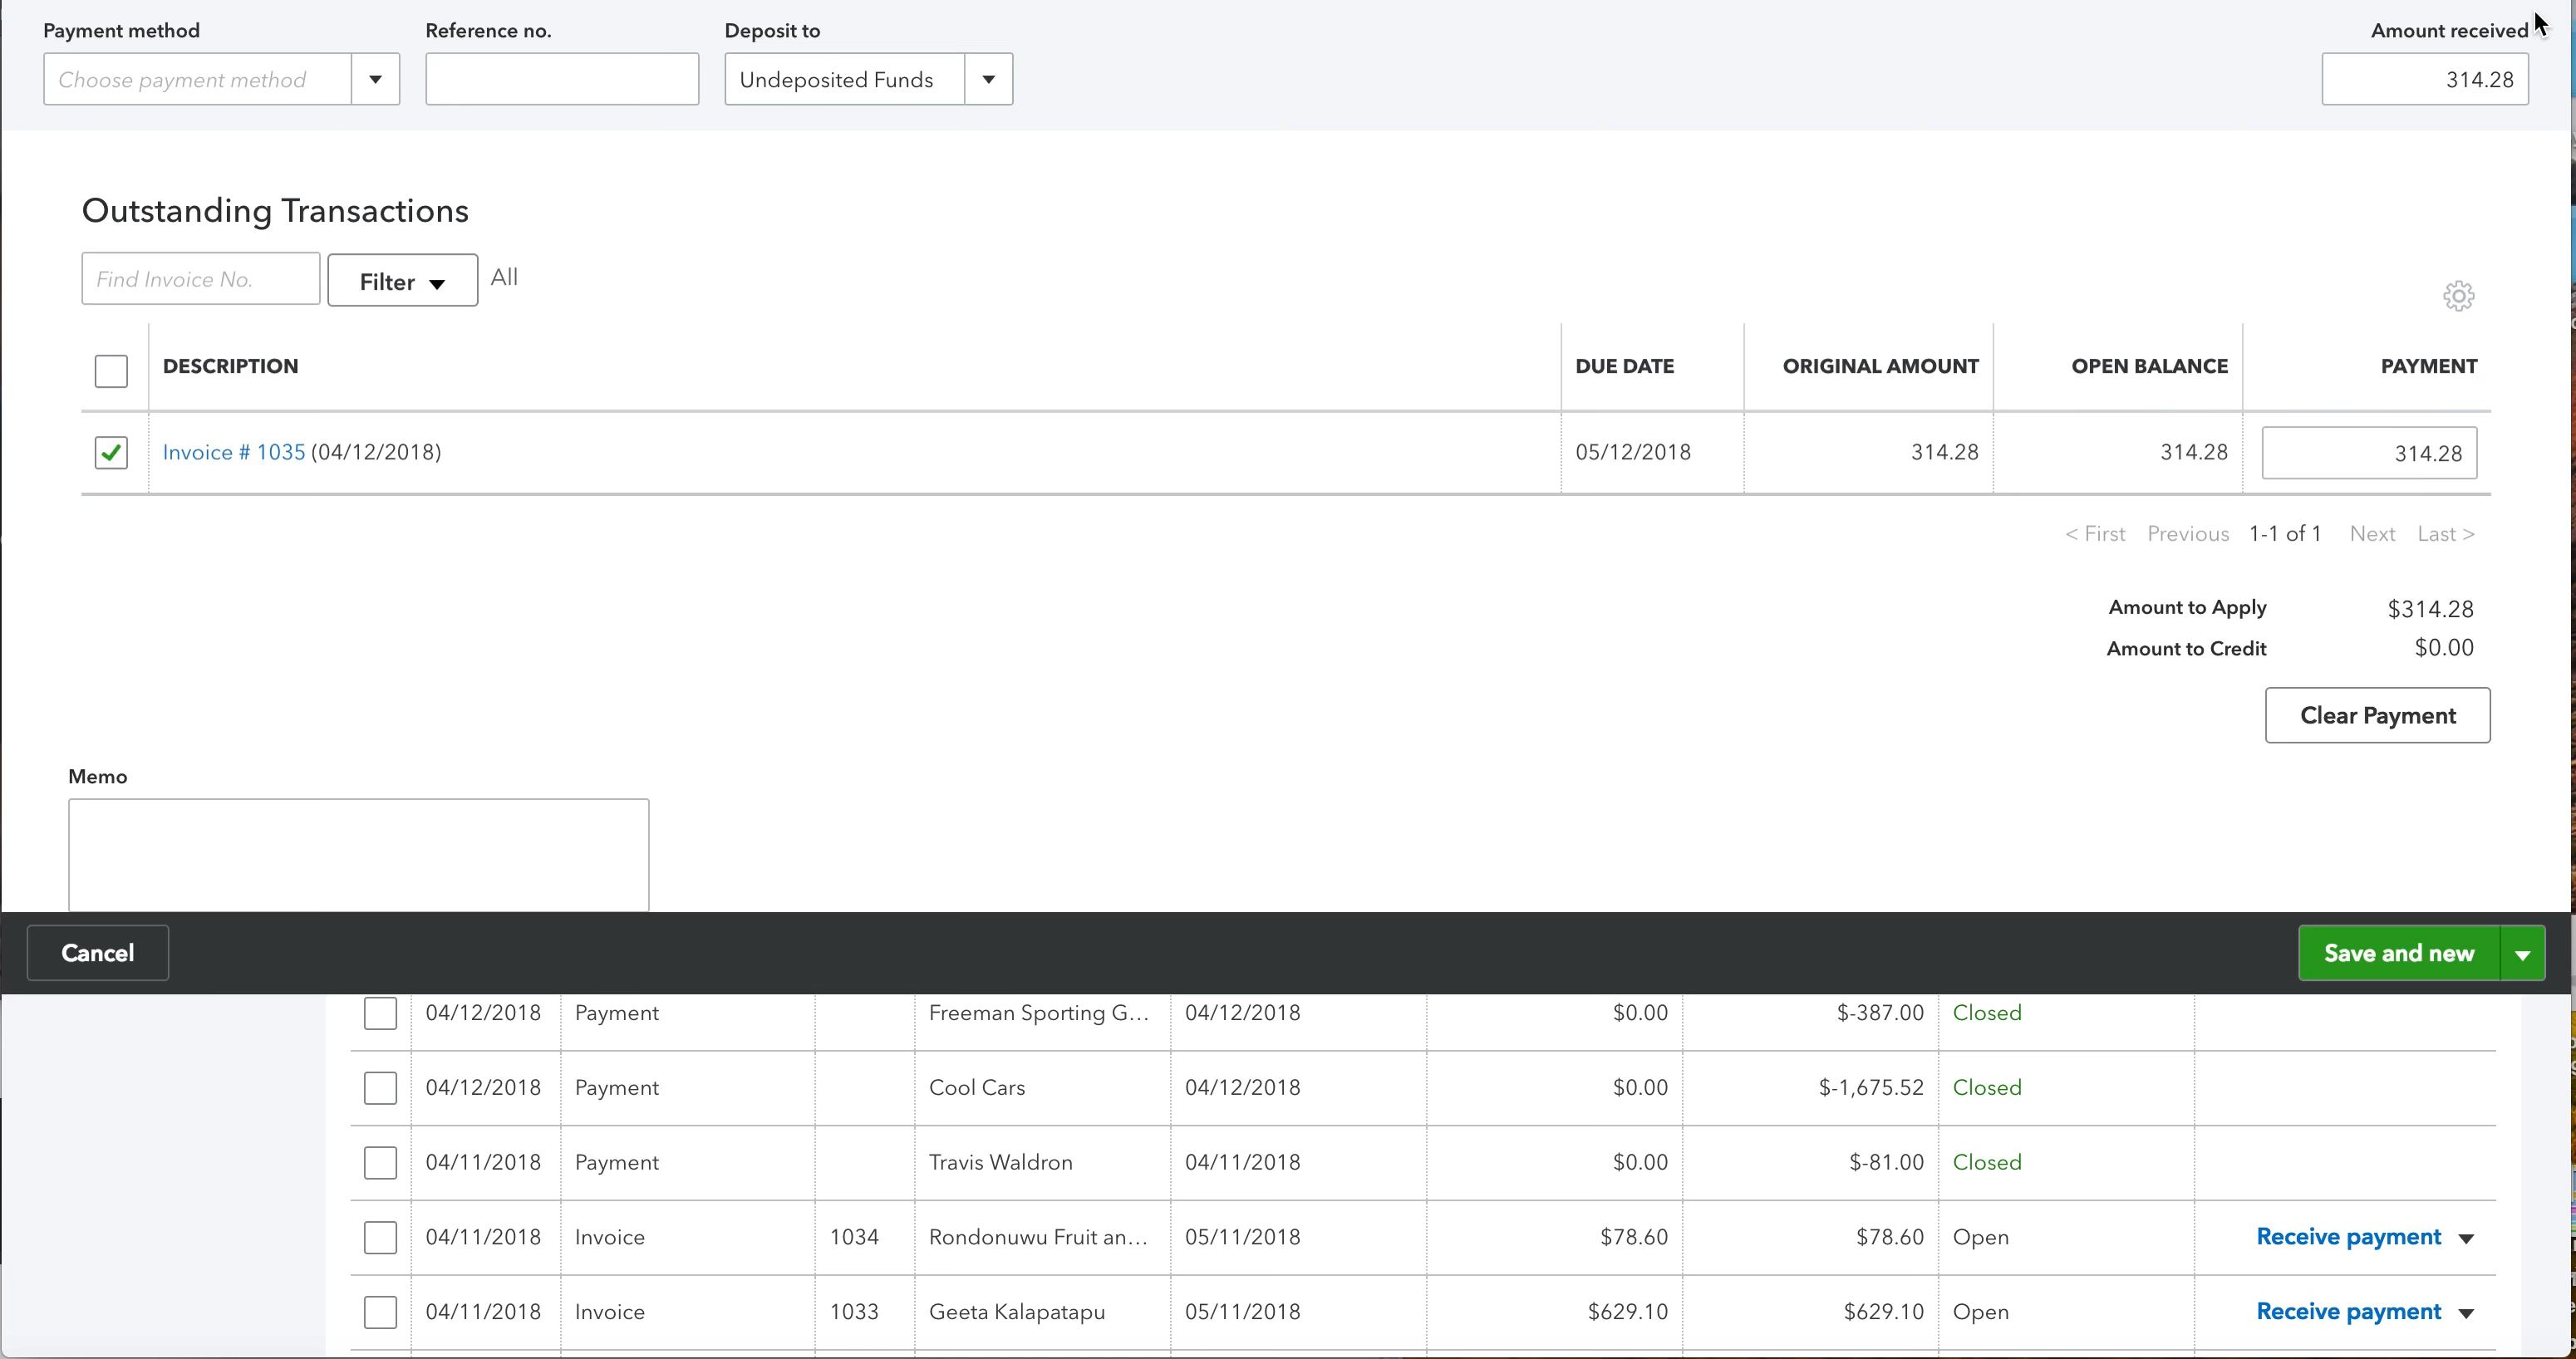 Payment method
Reference no.
Deposit to
Amount received
Choose payment method
Undeposited Funds
314.28
Outstanding Transactions
Find Invoice No.
Filter
All
DESCRIPTION
DUE DATE
ORIGINAL AMOUNT
OPEN BALANCE
PAYMENT
Invoice # 1035 (04/12/2018)
05/12/2018
314.28
314.28
314.28
< First Previous 1-1 of 1 Next Last >
Amount to Apply $314.28
Amount to Credit $0.00
Clear Payment
Memo
Cancel
Save and new
04/12/2018 Payment Freeman Sporting G... 04/12/2018 $0.00 $-387.00 Closed
04/12/2018 Payment Cool Cars 04/12/2018 $0.00 $-1,675.52 Closed
04/11/2018 Payment Travis Waldron 04/11/2018 $0.00 $-81.00 Closed
04/11/2018 Invoice 1034 Rondonuwu Fruit an... 05/11/2018 $78.60 $78.60 Open Receive payment
04/11/2018 Invoice 1033 Geeta Kalapatapu 05/11/2018 $629.10 $629.10 Open Receive payment